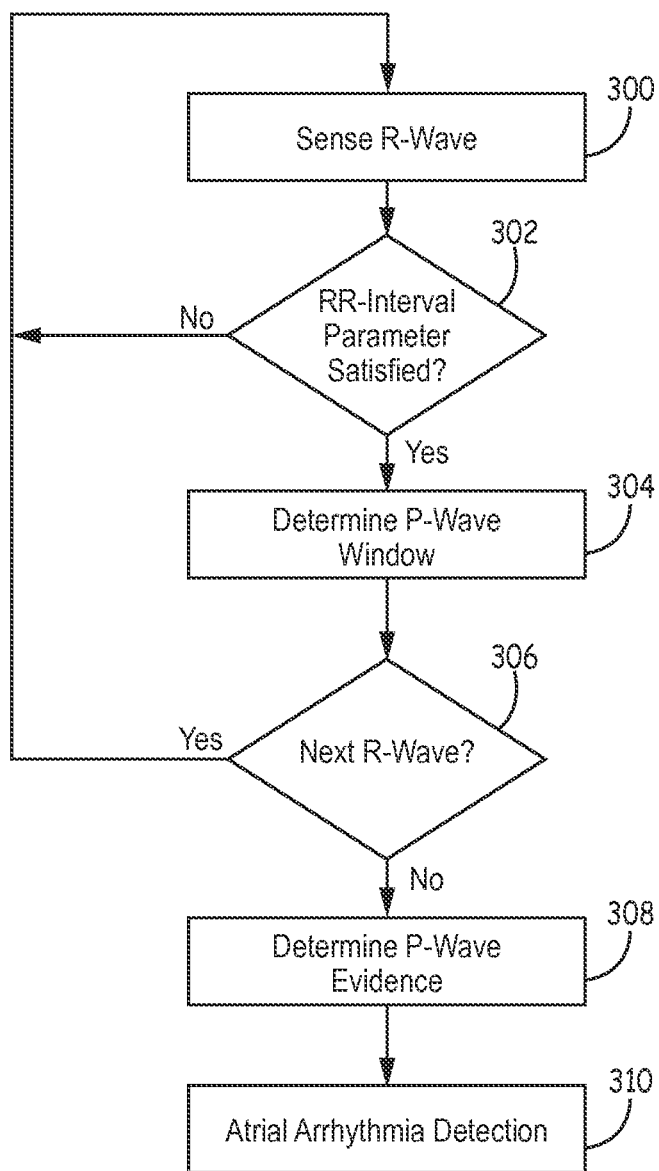 300
Sense R-Wave
302
RR-Interval
Parameter
Satisfied?
No
Yes
304
Determine P-Wave
Window
306
Yes
Next R-Wave?
No
308
Determine P-Wave
Evidence
310
Atrial Arrhythmia Detection